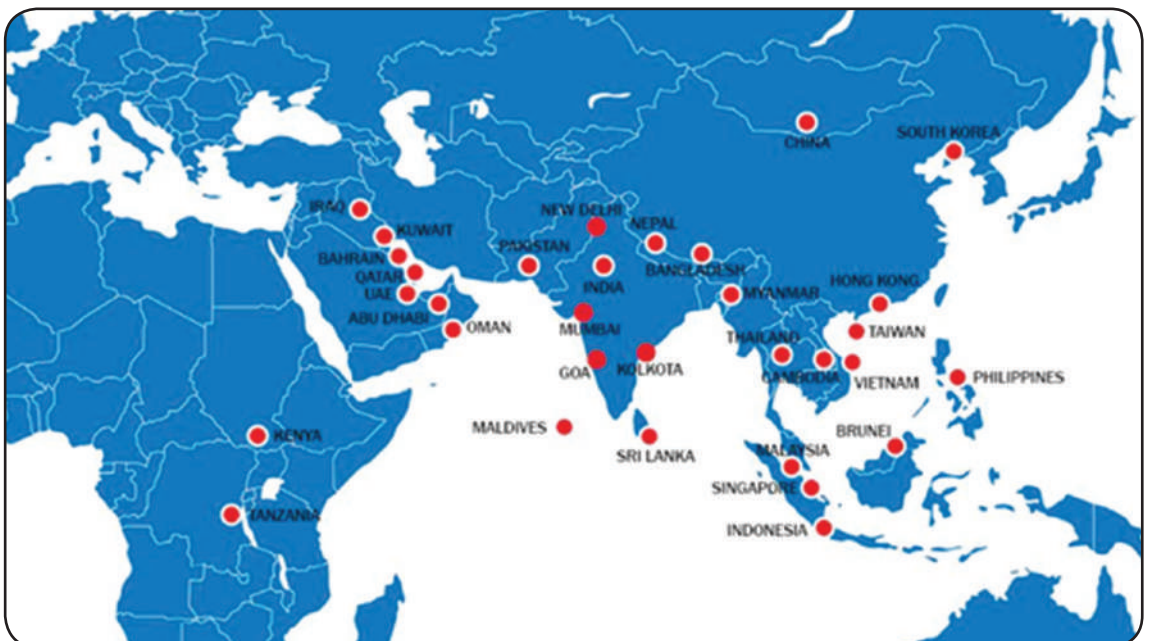 CHINA
SOUTH KOREA
IRAQ
NEW DELHI
NEPAL
KUWAIT
PAKISTAN
BAHRAIN
BANGLADESH
QATAR
INDIA
HONG KONG
UAE
MYANMAR
ABU DHABI
OMAN
MUMBAI
TAIWAN
THAILAND
GOA
KOLKOTA
CAMBODIA
VIETNAM
PHILIPPINES
MALDIVES
BRUNEI
KENYA
SRI LANKA
MALAYSIA
SINGAPORE
TANZANIA
INDONESIA